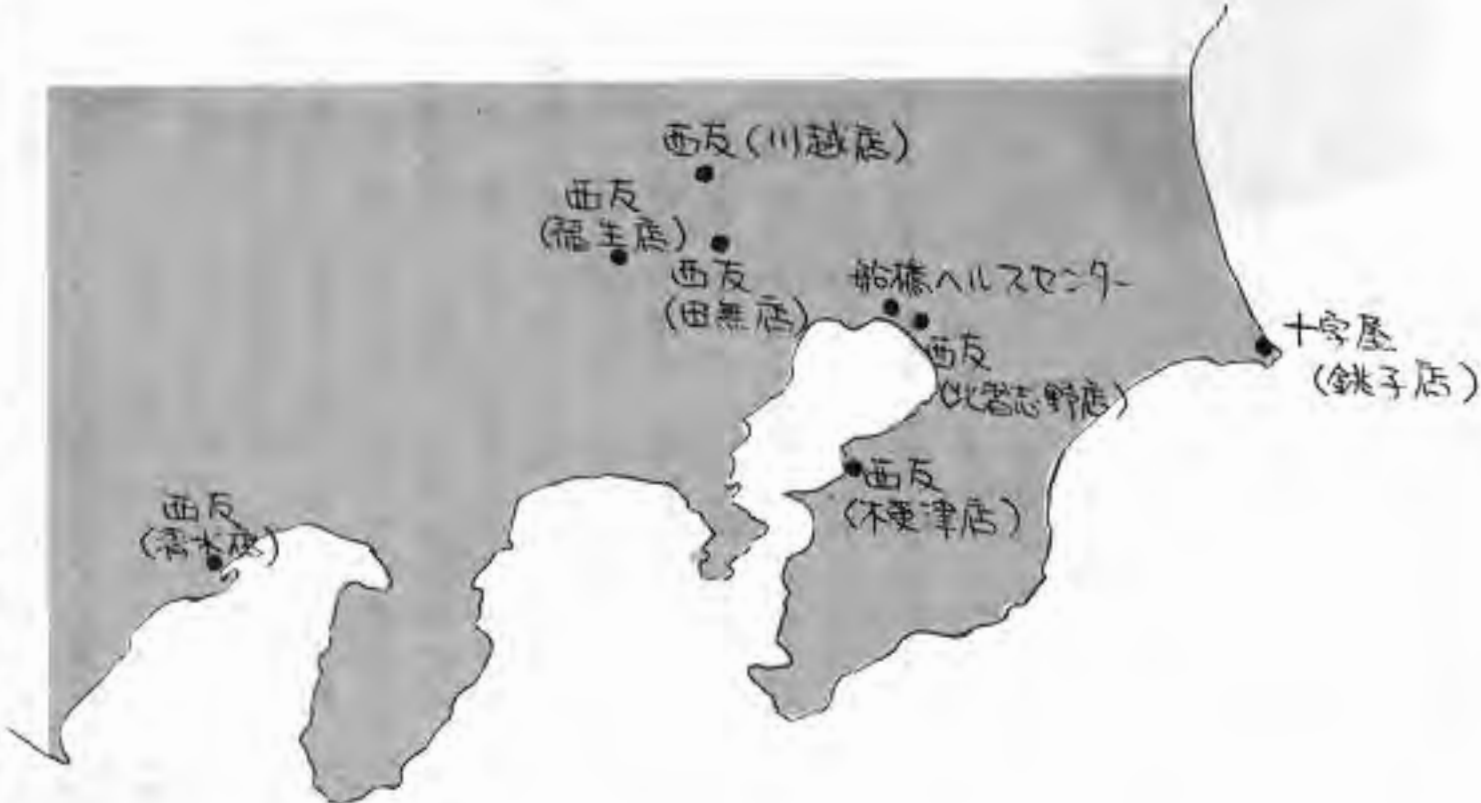 西友(川越店)
西友
(福生店)
西友
(田無店)
船橋ヘルスセンター
西友
(北習志野店)
十字屋
(銚子店)
西友
(木更津店)
西友
(清水店)